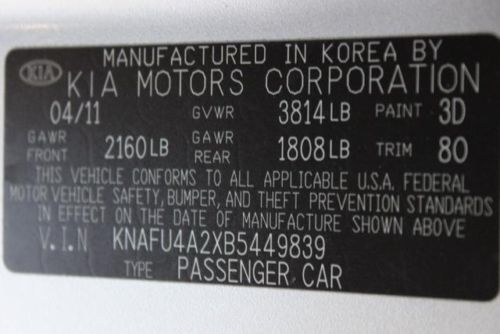 MANUFACTURED IN KOREA BY
KIA KIA MOTORS CORPORATION
04/11 GVWR 3814 LB PAINT 3D
GAWR FRONT 2160 LB GAWR REAR 1808 LB TRIM 80
THIS VEHICLE CONFORMS TO ALL APPLICABLE U.S.A. FEDERAL
MOTOR VEHICLE SAFETY, BUMPER, AND THEFT PREVENTION STANDARDS
IN EFFECT ON THE DATE OF MANUFACTURE SHOWN ABOVE
V.I.N KNAFU4A2XB5449839
TYPE PASSENGER CAR